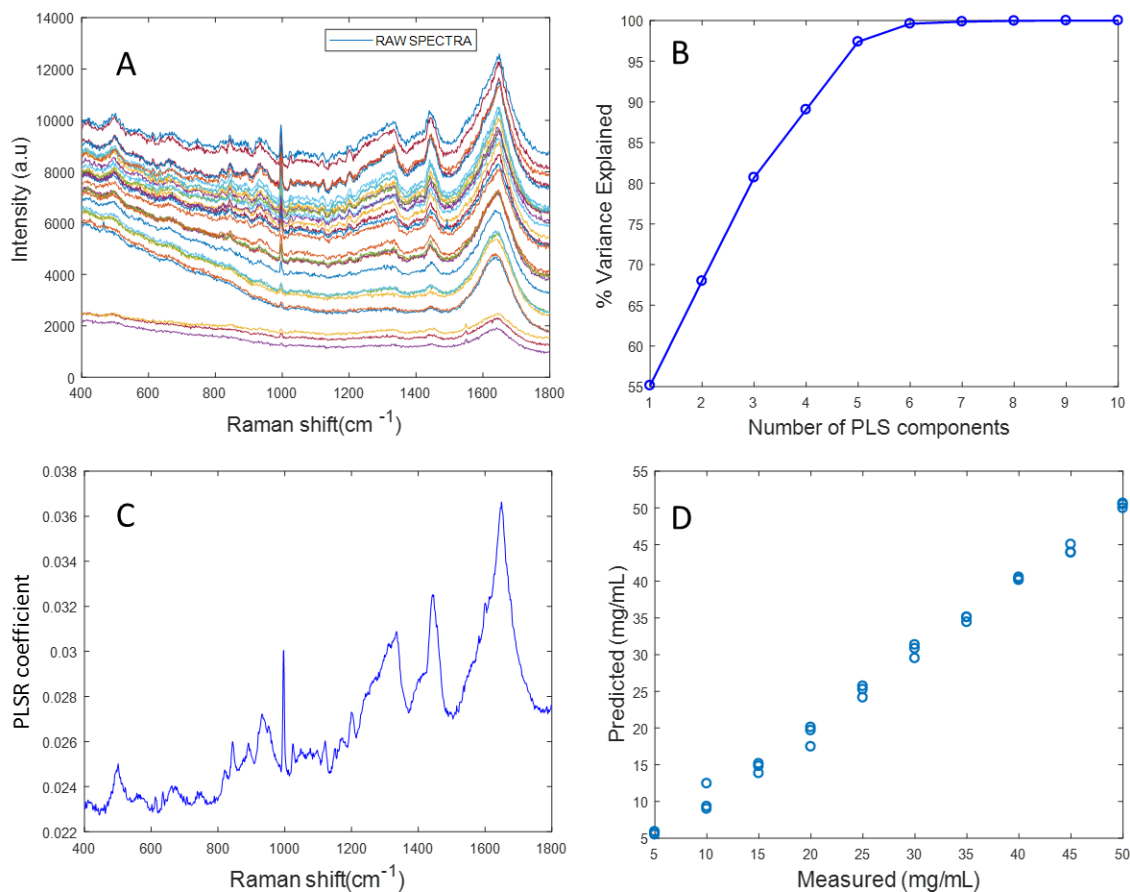 A
RAW SPECTRA
14000
12000
10000
8000
6000
4000
2000
0
Intensity (a.u)
400 600 800 1000 1200 1400 1600 1800
Raman shift(cm -1)
B
100
95
90
85
80
75
70
65
60
55
% Variance Explained
1 2 3 4 5 6 7 8 9 10
Number of PLS components
C
0.038
0.036
0.034
0.032
0.03
0.028
0.026
0.024
0.022
PLSR coefficient
400 600 800 1000 1200 1400 1600 1800
Raman shift(cm-1)
D
55
50
45
40
35
30
25
20
15
10
5
Predicted (mg/mL)
5 10 15 20 25 30 35 40 45 50
Measured (mg/mL)